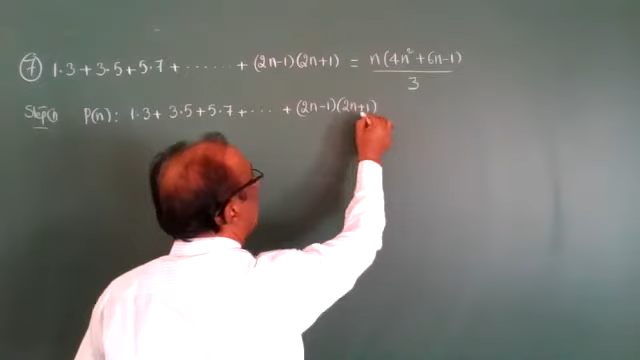 ⑦ 1.3 + 3.5 + 5.7 + ...... + (2n-1)(2n+1) = n(4n² + 6n - 1) / 3
Step(1) P(n): 1.3 + 3.5 + 5.7 + .... + (2n-1)(2n+1)